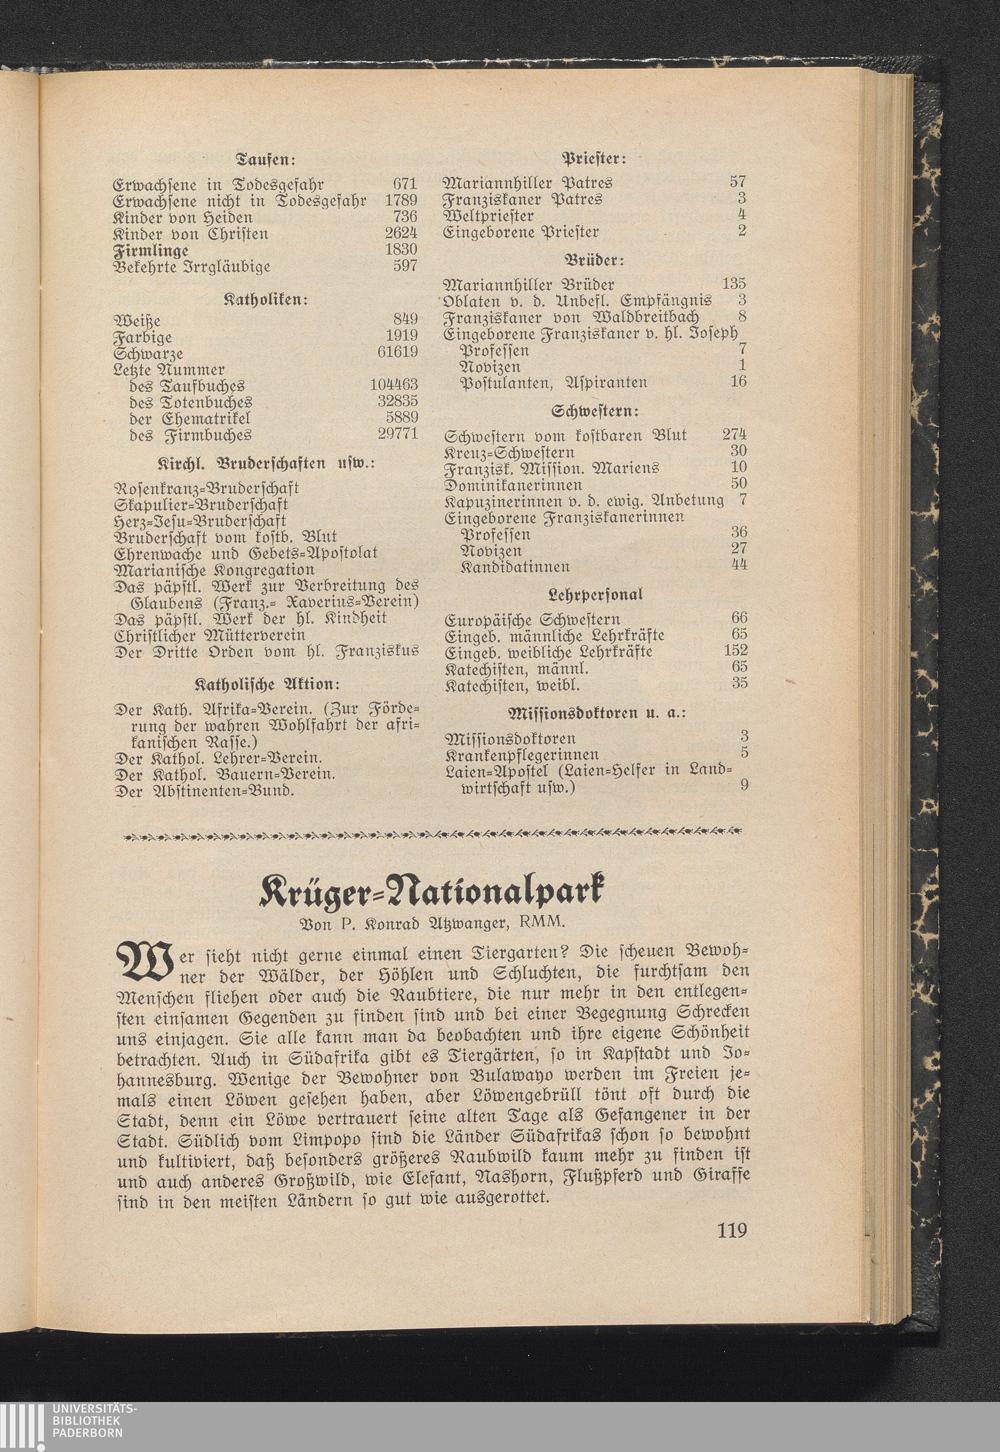 Taufen:
Erwachsene in Todesgefahr 671
Erwachsene nicht in Todesgefahr 1789
Kinder von Heiden 736
Kinder von Christen 2624
Firmlinge 1830
Bekehrte Irrgläubige 597
Katholiken:
Weiße 849
Farbige 1919
Schwarze 61619
Letzte Nummer
des Taufbuches 104463
des Totenbuches 32835
der Ehematrikel 5889
des Firmbuches 29771
Kirchl. Bruderschaften usw.:
Rosenkranz-Bruderschaft
Skapulier-Bruderschaft
Herz-Jesu-Bruderschaft
Bruderschaft vom kostb. Blut
Ehrenwache und Gebets-Apostolat
Marianische Kongregation
Das päpstl. Werk zur Verbreitung des
Glaubens (Franz.- Xaverius-Verein)
Das päpstl. Werk der hl. Kindheit
Christlicher Mütterverein
Der Dritte Orden vom hl. Franziskus
Katholische Aktion:
Der Kath. Afrika-Verein. (Zur Förde-
rung der wahren Wohlfahrt der afri-
kanischen Rasse.)
Der Kathol. Lehrer-Verein.
Der Kathol. Bauern-Verein.
Der Abstinenten-Bund.
Priester:
Mariannhiller Patres 57
Franziskaner Patres 3
Weltpriester 4
Eingeborene Priester 2
Brüder:
Mariannhiller Brüder 135
Oblaten v. d. Unbefl. Empfängnis 3
Franziskaner von Waldbreitbach 8
Eingeborene Franziskaner v. hl. Joseph
Professen 7
Novizen 1
Postulanten, Aspiranten 16
Schwestern:
Schwestern vom kostbaren Blut 274
Kreuz-Schwestern 30
Franzisk. Mission. Mariens 10
Dominikanerinnen 50
Kapuzinerinnen v. d. ewig. Anbetung 7
Eingeborene Franziskanerinnen
Professen 36
Novizen 27
Kandidatinnen 44
Lehrpersonal
Europäische Schwestern 66
Eingeb. männliche Lehrkräfte 65
Eingeb. weibliche Lehrkräfte 152
Katechisten, männl. 65
Katechisten, weibl. 35
Missionsdoktoren u. a.:
Missionsdoktoren 3
Krankenpflegerinnen 5
Laien-Apostel (Laien-Helfer in Land-
wirtschaft usw.) 9
Krüger-Nationalpark
Von P. Konrad Atzwanger, RMM.
Wer sieht nicht gerne einmal einen Tiergarten? Die scheuen Bewoh-
ner der Wälder, der Höhlen und Schluchten, die furchtsam den
Menschen fliehen oder auch die Raubtiere, die nur mehr in den entlegen-
sten einsamen Gegenden zu finden sind und bei einer Begegnung Schrecken
uns einjagen. Sie alle kann man da beobachten und ihre eigene Schönheit
betrachten. Auch in Südafrika gibt es Tiergärten, so in Kapstadt und Jo-
hannesburg. Wenige der Bewohner von Bulawayo werden im Freien je-
mals einen Löwen gesehen haben, aber Löwengebrüll tönt oft durch die
Stadt, denn ein Löwe vertrauert seine alten Tage als Gefangener in der
Stadt. Südlich vom Limpopo sind die Länder Südafrikas schon so bewohnt
und kultiviert, daß besonders größeres Raubwild kaum mehr zu finden ist
und auch anderes Großwild, wie Elefant, Nashorn, Flußpferd und Giraffe
sind in den meisten Ländern so gut wie ausgerottet.
119
UNIVERSITÄTS-
BIBLIOTHEK
PADERBORN